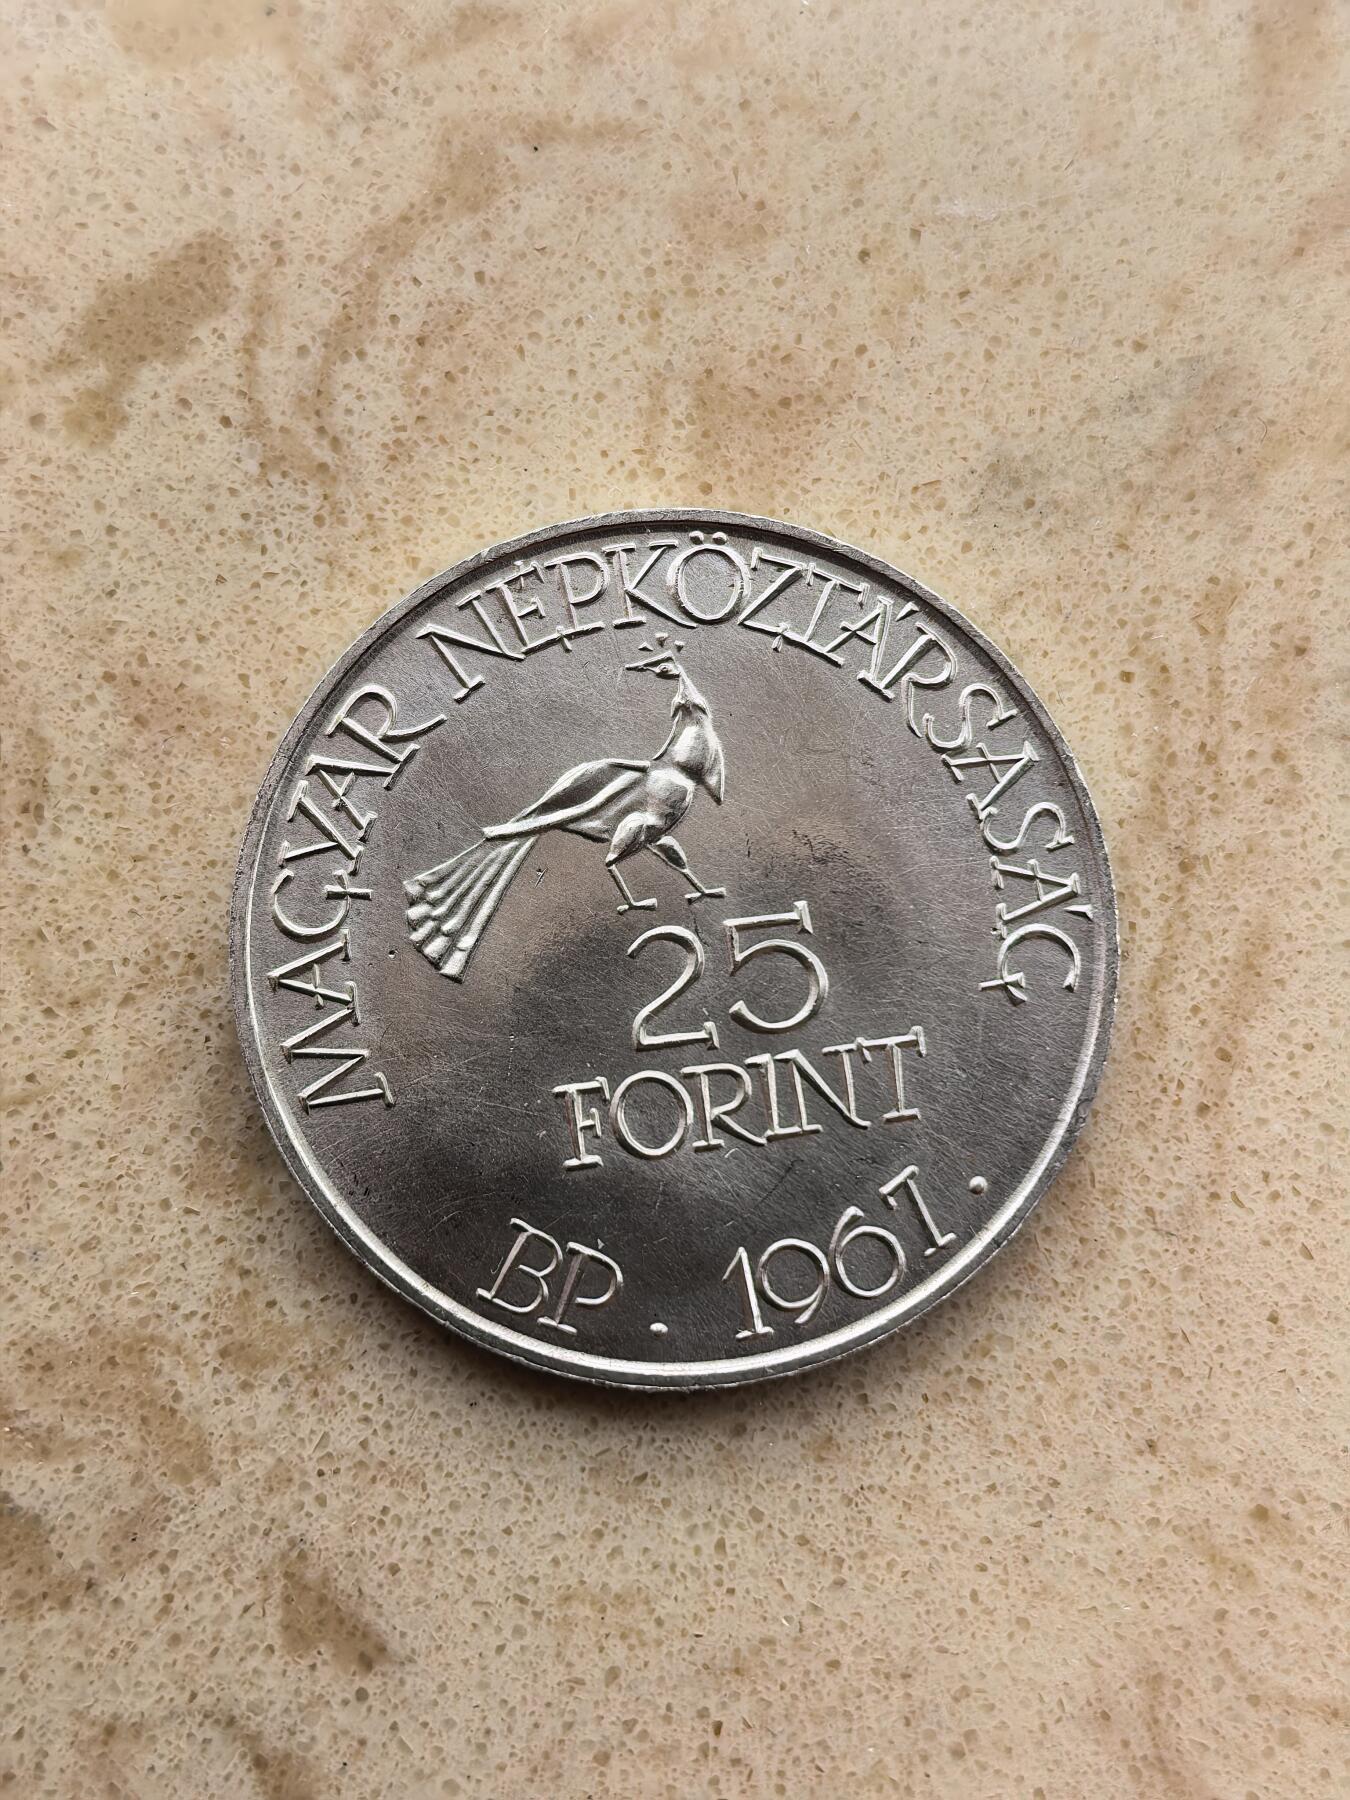 MAGYAR NÉPKÖZTÁRSASÁG
25
FORINT
BP. 1967.